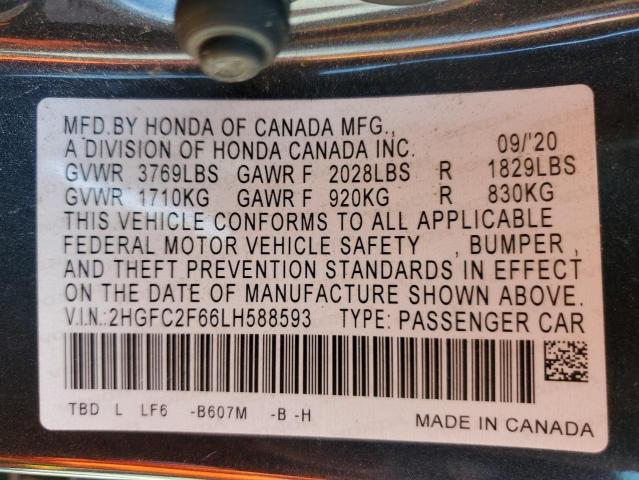 MFD.BY HONDA OF CANADA MFG.,
A DIVISION OF HONDA CANADA INC. 09/'20
GVWR 3769LBS GAWR F 2028LBS R 1829LBS
GVWR 1710KG GAWR F 920KG R 830KG
THIS VEHICLE CONFORMS TO ALL APPLICABLE
FEDERAL MOTOR VEHICLE SAFETY , BUMPER ,
AND THEFT PREVENTION STANDARDS IN EFFECT
ON THE DATE OF MANUFACTURE SHOWN ABOVE.
V.I.N.:2HGFC2F66LH588593 TYPE: PASSENGER CAR
TBD L LF6 -B607M -B -H
MADE IN CANADA